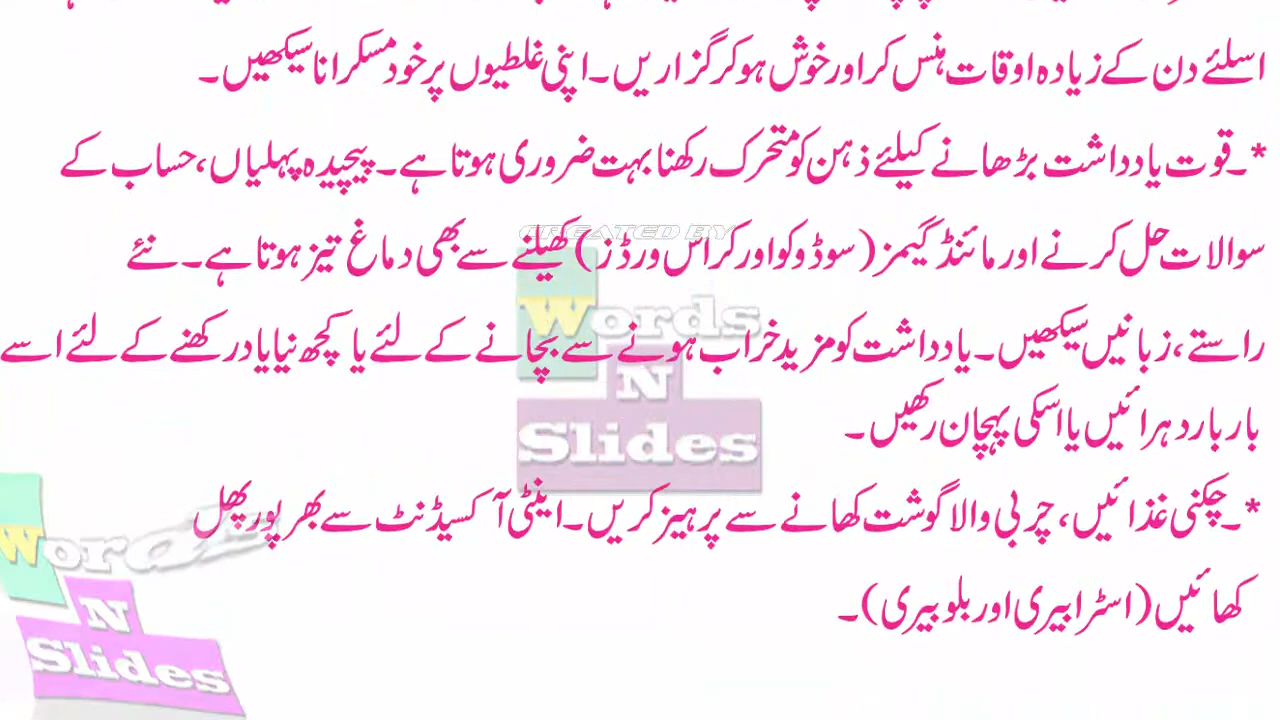 اسلئے دن کے زیادہ اوقات ہنس کر اور خوش ہو کر گزاریں۔ اپنی غلطیوں پر خود مسکرانا سیکھیں۔
*۔ قوت یادداشت بڑھانے کیلئے ذہن کو متحرک رکھنا بہت ضروری ہوتا ہے۔ پیچیدہ پہلیاں، حساب کے
سوالات حل کرنے اور مائنڈ گیمز (سوڈوکو اور کراس ورڈز) کھیلنے سے بھی دماغ تیز ہوتا ہے۔ نئے
راستے، زبانیں سیکھیں۔ یادداشت کو مزید خراب ہونے سے بچانے کے لئے یا کچھ نیا یاد رکھنے کے لئے اسے
بار بار دہرائیں یا اسکی پہچان رکھیں۔
*۔ چکنی غذائیں، چربی والا گوشت کھانے سے پرہیز کریں۔ اینٹی آکسیڈنٹ سے بھرپور پھل
کھائیں (اسٹرابیری اور بلوبیری)۔
CREATED BY
Words
N
Slides
Words
N
Slides